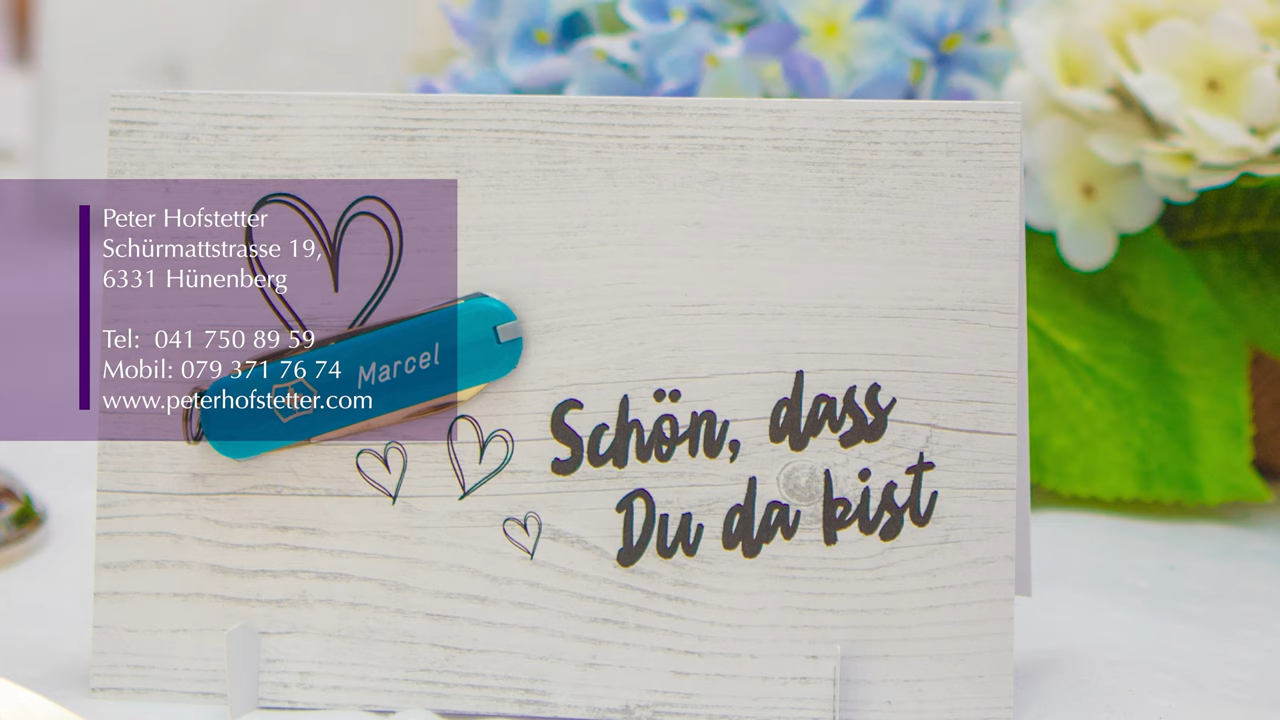 Peter Hofstetter
Schürmattstrasse 19,
6331 Hünenberg
Tel: 041 750 89 59
Mobil: 079 371 76 74
www.peterhofstetter.com
Marcel
Schön, dass
Du da bist